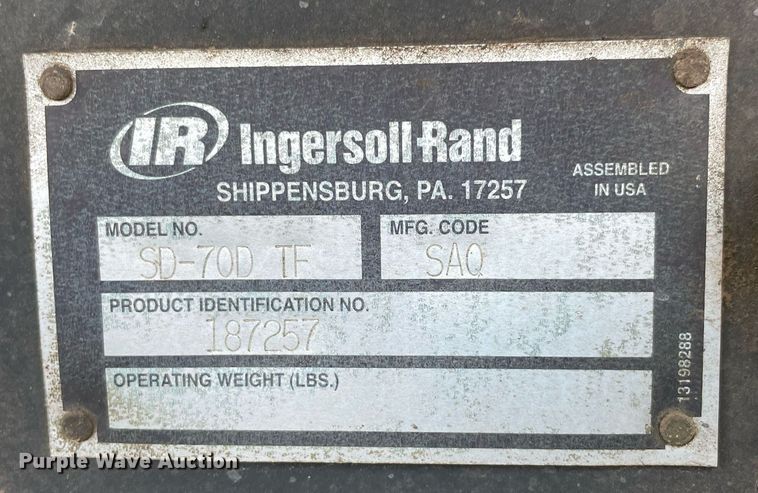 IR Ingersoll-Rand
SHIPPENSBURG, PA. 17257
ASSEMBLED
IN USA
MODEL NO.
SD-70D TF
MFG. CODE
SAQ
PRODUCT IDENTIFICATION NO.
187257
OPERATING WEIGHT (LBS.)
13198288
Purple Wave Auction